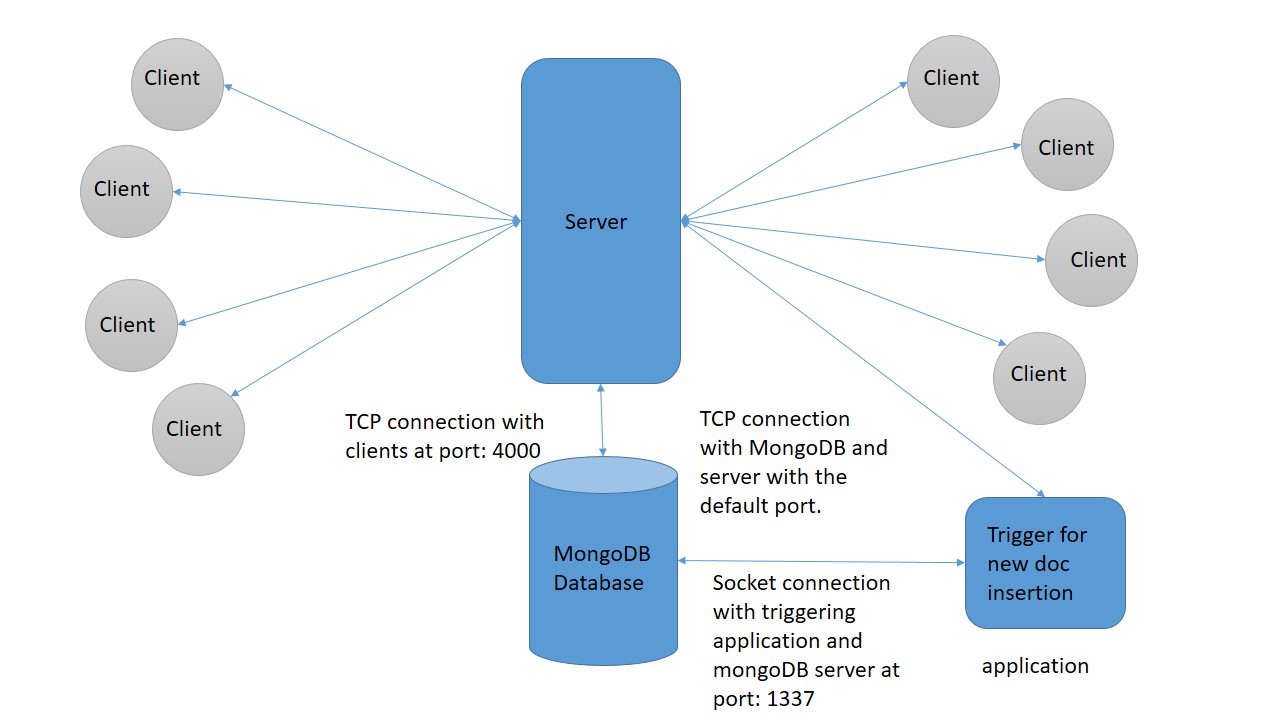 Client
Client
Client
Client
Server
Client
Client
Client
Client
TCP connection with
clients at port: 4000
TCP connection
with MongoDB and
server with the
default port.
MongoDB
Database
Socket connection
with triggering
application and
mongoDB server at
port: 1337
Trigger for
new doc
insertion
application